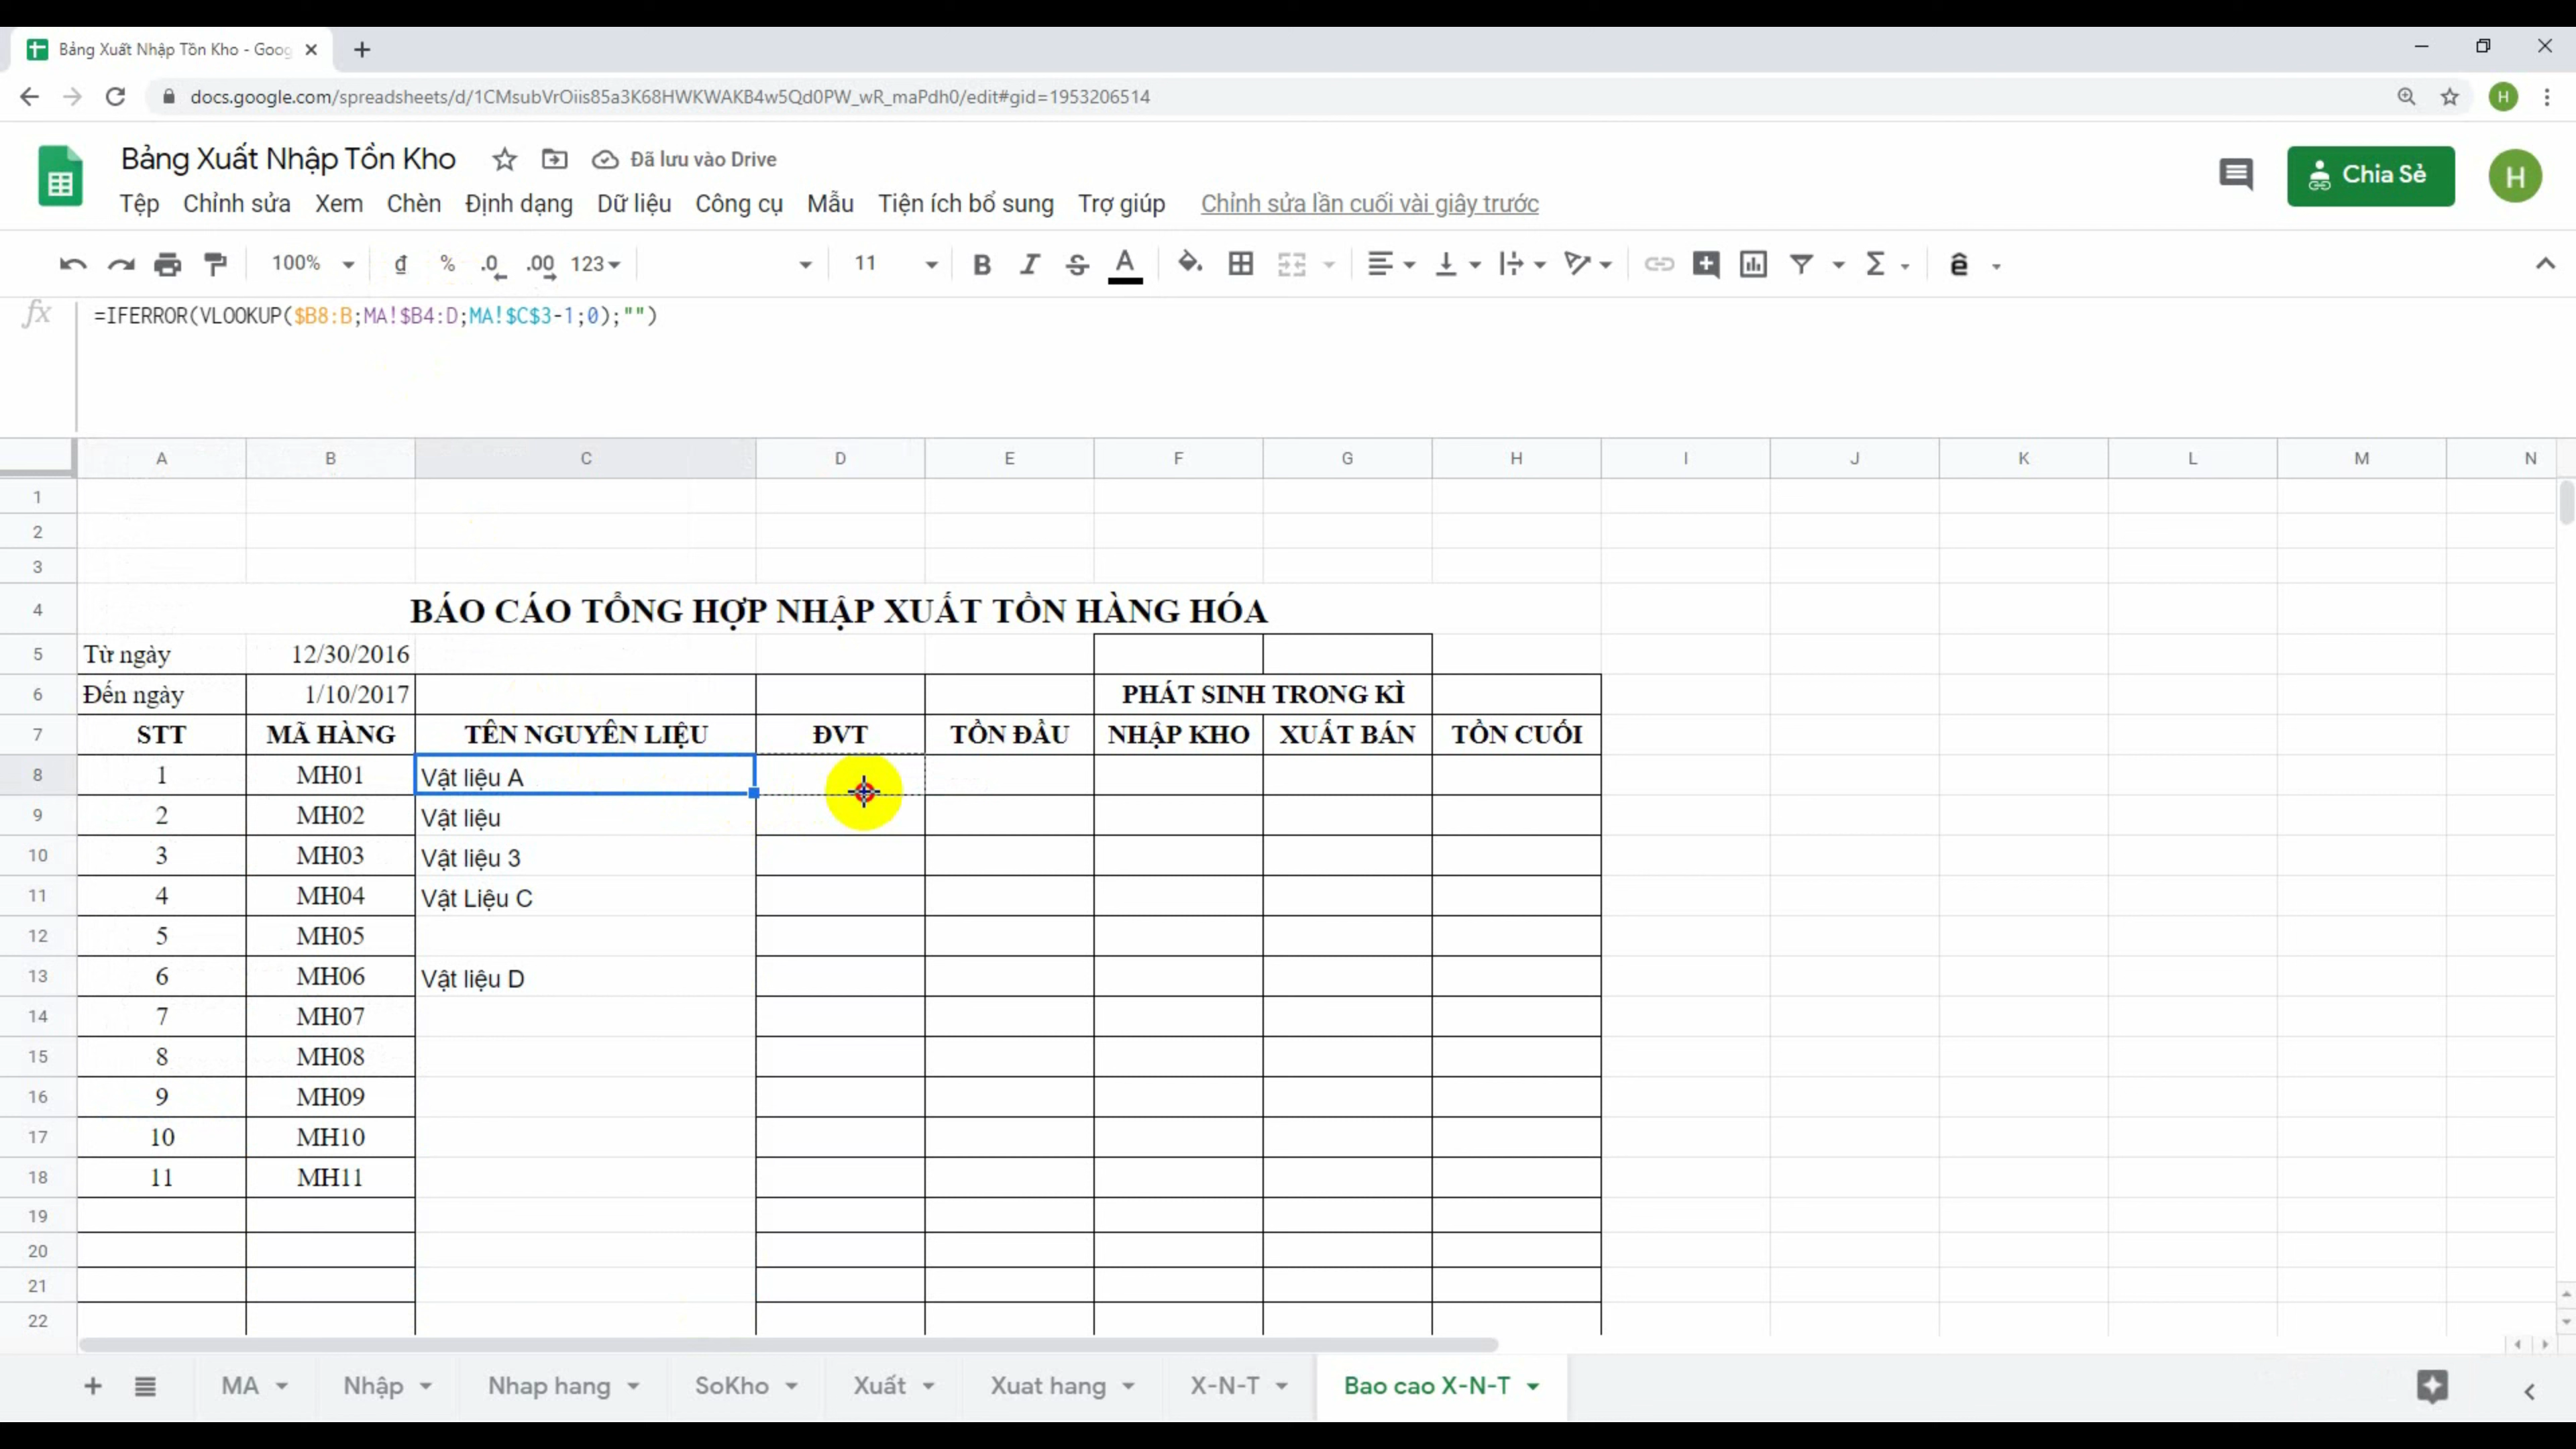 Bảng Xuất Nhập Tồn Kho - Goog
docs.google.com/spreadsheets/d/1CMsubVrOiis85a3K68HWKWAKB4w5Qd0PW_wR_maPdh0/edit#gid=1953206514
H
Bảng Xuất Nhập Tồn Kho
Đã lưu vào Drive
Tệp Chỉnh sửa Xem Chèn Định dạng Dữ liệu Công cụ Mẫu Tiện ích bổ sung Trợ giúp Chỉnh sửa lần cuối vài giây trước
Chia Sẻ
H
100% đ % .0 .00 123 11 B I S A Σ ê
fx =IFERROR(VLOOKUP($B8:B;MA!$B4:D;MA!$C$3-1;0);"")
A B C D E F G H I J K L M N
1
2
3
4 BÁO CÁO TỔNG HỢP NHẬP XUẤT TỒN HÀNG HÓA
5 Từ ngày 12/30/2016
6 Đến ngày 1/10/2017 PHÁT SINH TRONG KÌ
7 STT MÃ HÀNG TÊN NGUYÊN LIỆU ĐVT TỒN ĐẦU NHẬP KHO XUẤT BÁN TỒN CUỐI
8 1 MH01 Vật liệu A
9 2 MH02 Vật liệu
10 3 MH03 Vật liệu 3
11 4 MH04 Vật Liệu C
12 5 MH05
13 6 MH06 Vật liệu D
14 7 MH07
15 8 MH08
16 9 MH09
17 10 MH10
18 11 MH11
19
20
21
22
MA Nhập Nhap hang SoKho Xuất Xuat hang X-N-T Bao cao X-N-T